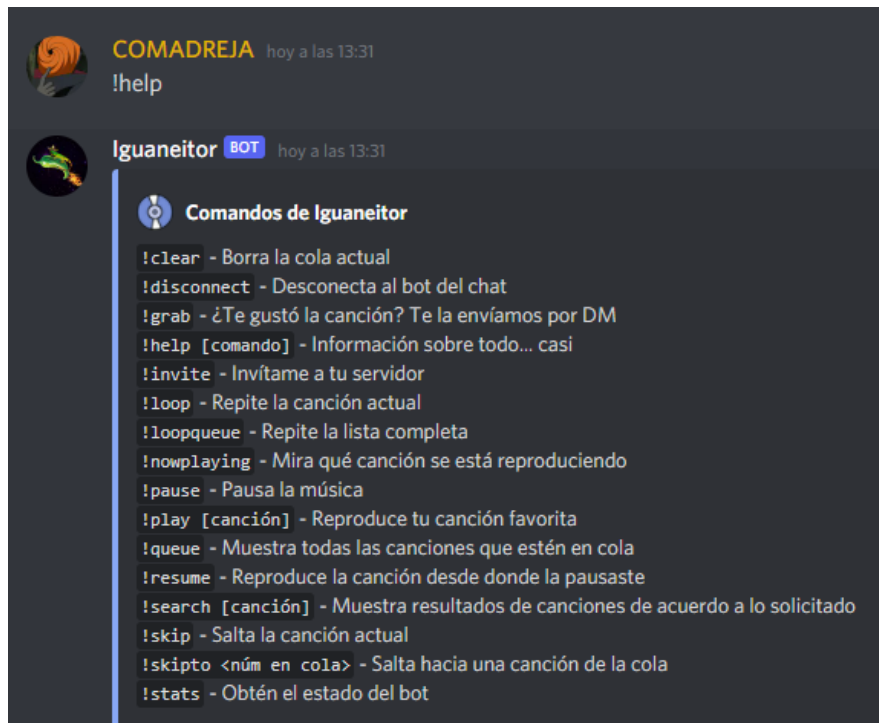 COMADREJA hoy a las 13:31
!help
Iguaneitor BOT hoy a las 13:31
Comandos de Iguaneitor
!clear - Borra la cola actual
!disconnect - Desconecta al bot del chat
!grab - ¿Te gustó la canción? Te la envíamos por DM
!help [comando] - Información sobre todo... casi
!invite - Invítame a tu servidor
!loop - Repite la canción actual
!loopqueue - Repite la lista completa
!nowplaying - Mira qué canción se está reproduciendo
!pause - Pausa la música
!play [canción] - Reproduce tu canción favorita
!queue - Muestra todas las canciones que estén en cola
!resume - Reproduce la canción desde donde la pausaste
!search [canción] - Muestra resultados de canciones de acuerdo a lo solicitado
!skip - Salta la canción actual
!skipto <núm en cola> - Salta hacia una canción de la cola
!stats - Obtén el estado del bot